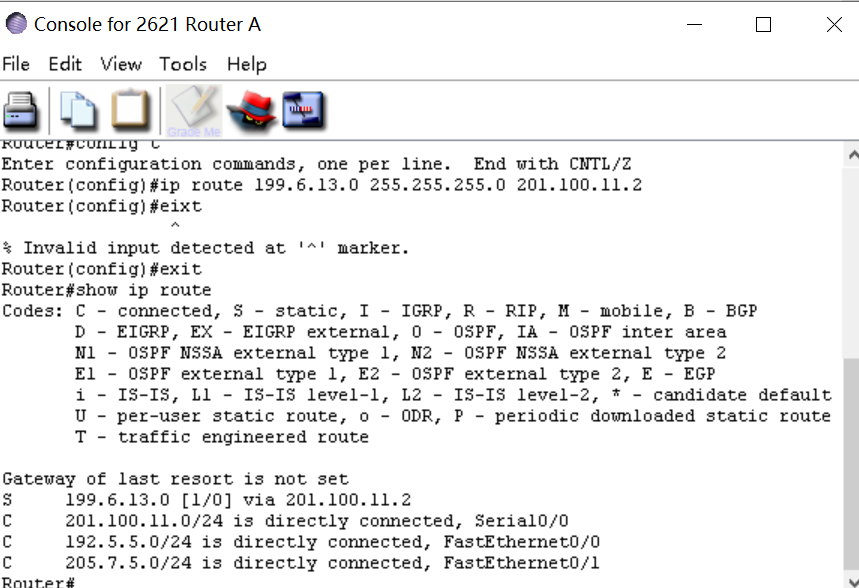 Console for 2621 Router A
File Edit View Tools Help
Grade Me
Router#config t
Enter configuration commands, one per line.  End with CNTL/Z
Router(config)#ip route 199.6.13.0 255.255.255.0 201.100.11.2
Router(config)#eixt
^
% Invalid input detected at '^' marker.
Router(config)#exit
Router#show ip route
Codes: C - connected, S - static, I - IGRP, R - RIP, M - mobile, B - BGP
D - EIGRP, EX - EIGRP external, O - OSPF, IA - OSPF inter area
N1 - OSPF NSSA external type 1, N2 - OSPF NSSA external type 2
E1 - OSPF external type 1, E2 - OSPF external type 2, E - EGP
i - IS-IS, L1 - IS-IS level-1, L2 - IS-IS level-2, * - candidate default
U - per-user static route, o - ODR, P - periodic downloaded static route
T - traffic engineered route
Gateway of last resort is not set
S     199.6.13.0 [1/0] via 201.100.11.2
C     201.100.11.0/24 is directly connected, Serial0/0
C     192.5.5.0/24 is directly connected, FastEthernet0/0
C     205.7.5.0/24 is directly connected, FastEthernet0/1
Router#